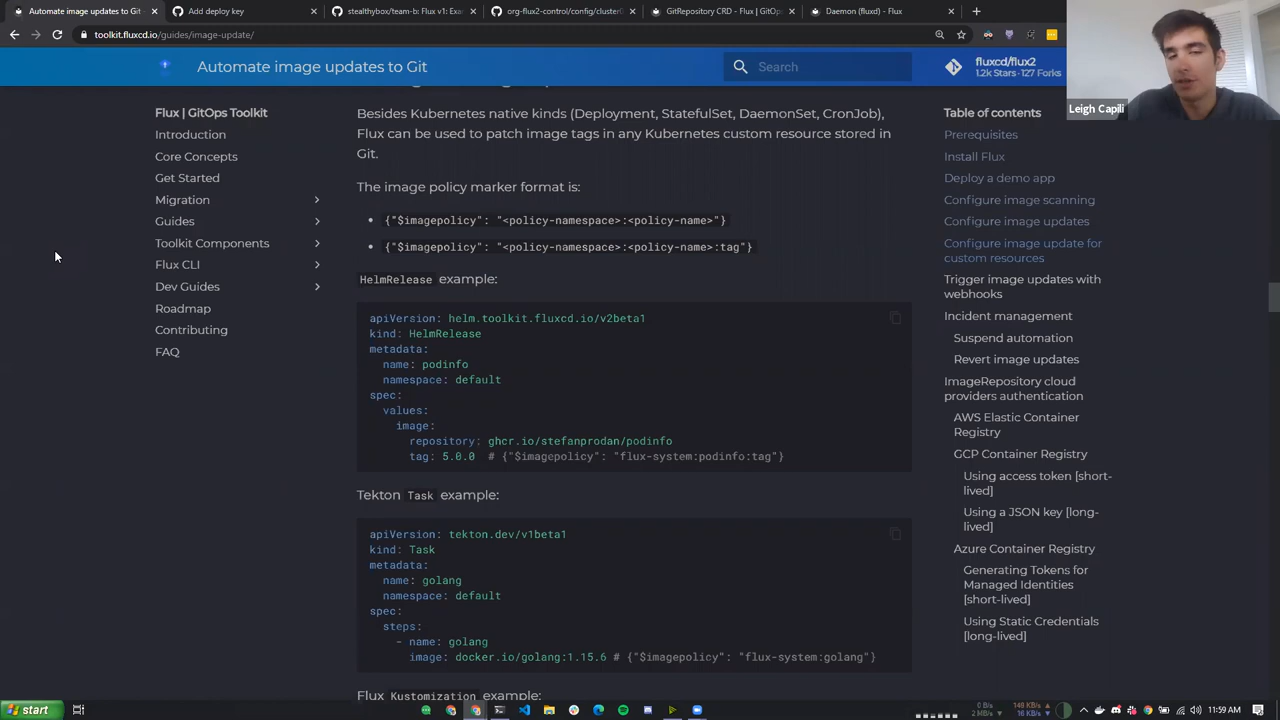 Automate image updates to Git -
Add deploy key
stealthybox/team-b: Flux v1: Exa
org-flux2-control/config/cluster
GitRepository CRD - Flux | GitOps
Daemon (fluxd) - Flux
toolkit.fluxcd.io/guides/image-update/
Automate image updates to Git
Search
fluxcd/flux2
1.2k Stars · 127 Forks
Leigh Capili
Flux | GitOps Toolkit
Introduction
Core Concepts
Get Started
Migration
Guides
Toolkit Components
Flux CLI
Dev Guides
Roadmap
Contributing
FAQ
Besides Kubernetes native kinds (Deployment, StatefulSet, DaemonSet, CronJob),
Flux can be used to patch image tags in any Kubernetes custom resource stored in
Git.
The image policy marker format is:
• {"$imagepolicy": "<policy-namespace>:<policy-name>"}
• {"$imagepolicy": "<policy-namespace>:<policy-name>:tag"}
HelmRelease example:
apiVersion: helm.toolkit.fluxcd.io/v2beta1
kind: HelmRelease
metadata:
  name: podinfo
  namespace: default
spec:
  values:
    image:
      repository: ghcr.io/stefanprodan/podinfo
      tag: 5.0.0  # {"$imagepolicy": "flux-system:podinfo:tag"}
Tekton Task example:
apiVersion: tekton.dev/v1beta1
kind: Task
metadata:
  name: golang
  namespace: default
spec:
  steps:
    - name: golang
      image: docker.io/golang:1.15.6 # {"$imagepolicy": "flux-system:golang"}
Flux Kustomization example:
Table of contents
Prerequisites
Install Flux
Deploy a demo app
Configure image scanning
Configure image updates
Configure image update for
custom resources
Trigger image updates with
webhooks
Incident management
Suspend automation
Revert image updates
ImageRepository cloud
providers authentication
AWS Elastic Container
Registry
GCP Container Registry
Using access token [short-
lived]
Using a JSON key [long-
lived]
Azure Container Registry
Generating Tokens for
Managed Identities
[short-lived]
Using Static Credentials
[long-lived]
start
0 B/s
2 MB/s
146 KB/s
16 KB/s
11:59 AM